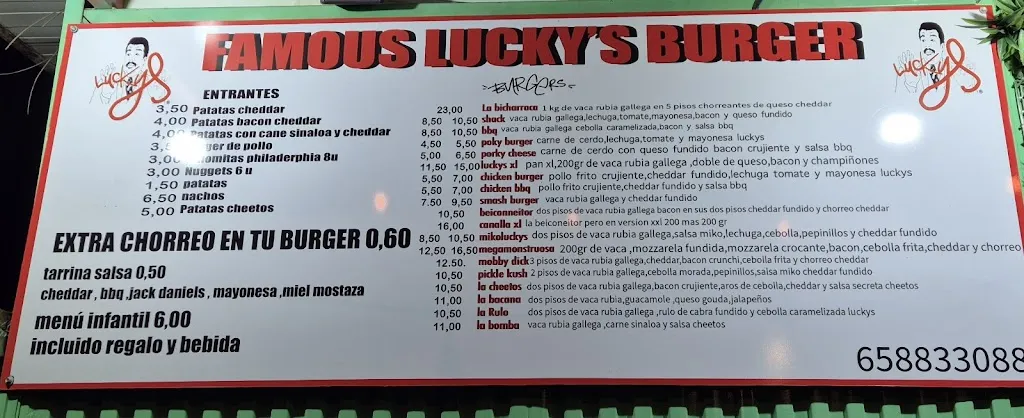 FAMOUS LUCKY'S BURGER
Luckys
Luckys
ENTRANTES
3,50 Patatas cheddar
4,00 Patatas bacon cheddar
4,00 Patatas con cane sinaloa y cheddar
de pollo
3,00 philaderphia 8u
3,00 Nuggets 6 u
1,50 patatas
6,50 nachos
5,00 Patatas cheetos
EXTRA CHORREO EN TU BURGER 0,60
tarrina salsa 0,50
cheddar , bbq ,jack daniels , mayonesa ,miel mostaza
menú infantil 6,00
incluido regalo y bebida
BURGERS
23,00 La bicharraca 1 kg de vaca rubia gallega en 5 pisos chorreantes de queso cheddar
8,50 10,50 shack vaca rubia gallega,lechuga,tomate,mayonesa,bacon y queso fundido
8,50 10,50 bbq vaca rubia gallega cebolla caramelizada,bacon y salsa bbq
4,50 5,50 poky burger carne de cerdo,lechuga,tomate y mayonesa luckys
5,00 6,50 porky cheese carne de cerdo con queso fundido bacon crujiente y salsa bbq
11,50 15,00 luckys xl pan xl,200gr de vaca rubia gallega ,doble de queso,bacon y champiñones
5,50 7,00 chicken burger pollo frito crujiente,cheddar fundido,lechuga tomate y mayonesa luckys
5,50 7,00 chicken bbq pollo frito crujiente,cheddar fundido y salsa bbq
7.50 9,50 smash burger vaca rubia gallega y cheddar fundido
10,50 beiconneitor dos pisos de vaca rubia gallega bacon en sus dos pisos cheddar fundido y chorreo cheddar
16,00 canalla xl la beiconeitor pero en version xxl 200 mas 200 gr
8,50 10,50 mikoluckys dos pisos de vaca rubia gallega,salsa miko,lechuga,cebolla,pepinillos y cheddar fundido
12,50 16,50 megamonstruosa 200gr de vaca ,mozzarela fundida,mozzarela crocante,bacon,cebolla frita,cheddar y chorreo
12.50. mobby dick 3 pisos de vaca rubia gallega,cheddar,bacon crunchi,cebolla frita y chorreo cheddar
10,50 pickle kush 2 pisos de vaca rubia gallega,cebolla morada,pepinillos,salsa miko cheddar fundido
10,50 la cheetos dos pisos de vaca rubia gallega,bacon crujiente,aros de cebolla,cheddar y salsa secreta cheetos
11,00 la bacana dos pisos de vaca rubia,guacamole ,queso gouda,jalapeños
10,50 la Rulo dos pisos de vaca rubia gallega ,rulo de cabra fundido y cebolla caramelizada luckys
11,00 la bomba vaca rubia gallega ,carne sinaloa y salsa cheetos
658833088